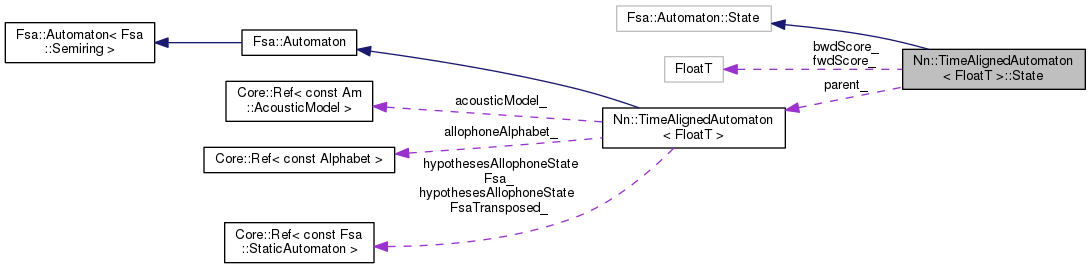 Fsa::Automaton< Fsa
::Semiring >
Fsa::Automaton
Fsa::Automaton::State
FloatT
bwdScore_
fwdScore_
Nn::TimeAlignedAutomaton
< FloatT >::State
parent_
Core::Ref< const Am
::AcousticModel >
acousticModel_
Nn::TimeAlignedAutomaton
< FloatT >
allophoneAlphabet_
Core::Ref< const Alphabet >
hypothesesAllophoneState
Fsa_
hypothesesAllophoneState
FsaTransposed_
Core::Ref< const Fsa
::StaticAutomaton >